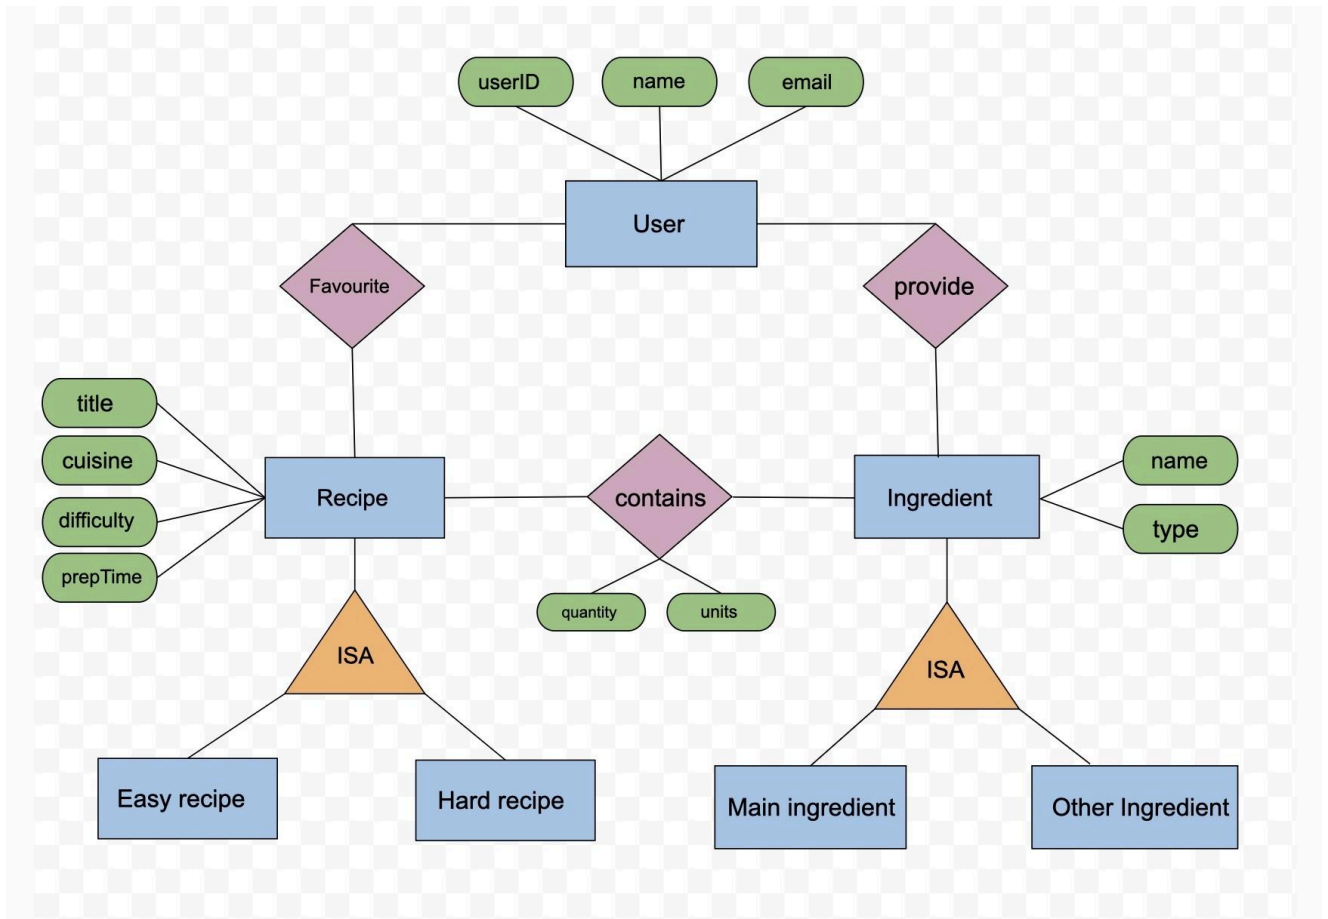 userID
name
email
User
Favourite
provide
title
cuisine
difficulty
prepTime
Recipe
contains
Ingredient
name
type
quantity
units
ISA
ISA
Easy recipe
Hard recipe
Main ingredient
Other Ingredient